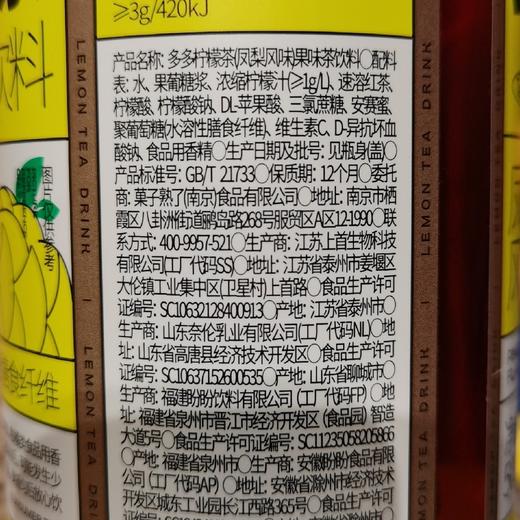 ≥3g/420kJ
产品名称：多多柠檬茶(凤梨风味)果味茶饮料○配料
表：水、果葡糖浆、浓缩柠檬汁(≥1g/L)、速溶红茶、
柠檬酸、柠檬酸钠、DL-苹果酸、三氯蔗糖、安赛蜜、
聚葡萄糖(水溶性膳食纤维)、维生素C、D-异抗坏血
酸钠、食品用香精○生产日期及批号：见瓶身(盖)○
产品标准号：GB/T 21733○保质期：12个月○委托
商：菓子熟了(南京)食品有限公司○地址：南京市栖
霞区八卦洲街道鹂岛路268号服贸区A区12-1990○联
系方式：400-9957-521○生产商：江苏上首生物科技
有限公司(工厂代码SS)○地址：江苏省泰州市姜堰区
大伦镇工业集中区(卫星村)上首路○食品生产许可
证编号：SC10632128400913○产地：江苏省泰州市○
生产商：山东奈伦乳业有限公司(工厂代码NL)○地
址：山东省高唐县经济技术开发区○食品生产许可
证编号：SC10637152600535○产地：山东省聊城市○
生产商：福建盼盼饮料有限公司(工厂代码FP)○地
址：福建省泉州市晋江市经济开发区(食品园)智造
大道5号○食品生产许可证编号：SC11235058205866
○产地：福建省泉州市○生产商：安徽盼盼食品有限公
司(工厂代码AP)○地址：安徽省滁州市经济技术
开发区城东工业园长江西路365号○食品生产许可
LEMON TEA DRINK
LEMON TEA DRINK
LEMON TEA DRINK
饮料
图片仅供参考
食纤维
食品用香